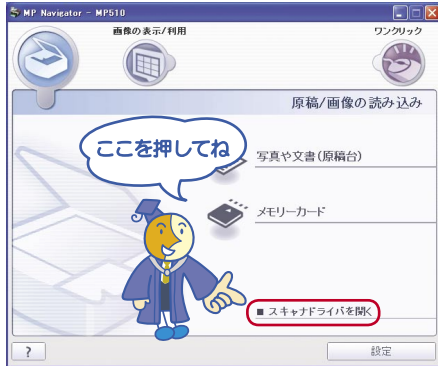 MP Navigator - MP510
画像の表示/利用
ワンクリック
原稿/画像の読み込み
ここを押してね
写真や文書(原稿台)
メモリーカード
■ スキャナドライバを開く
?
設定